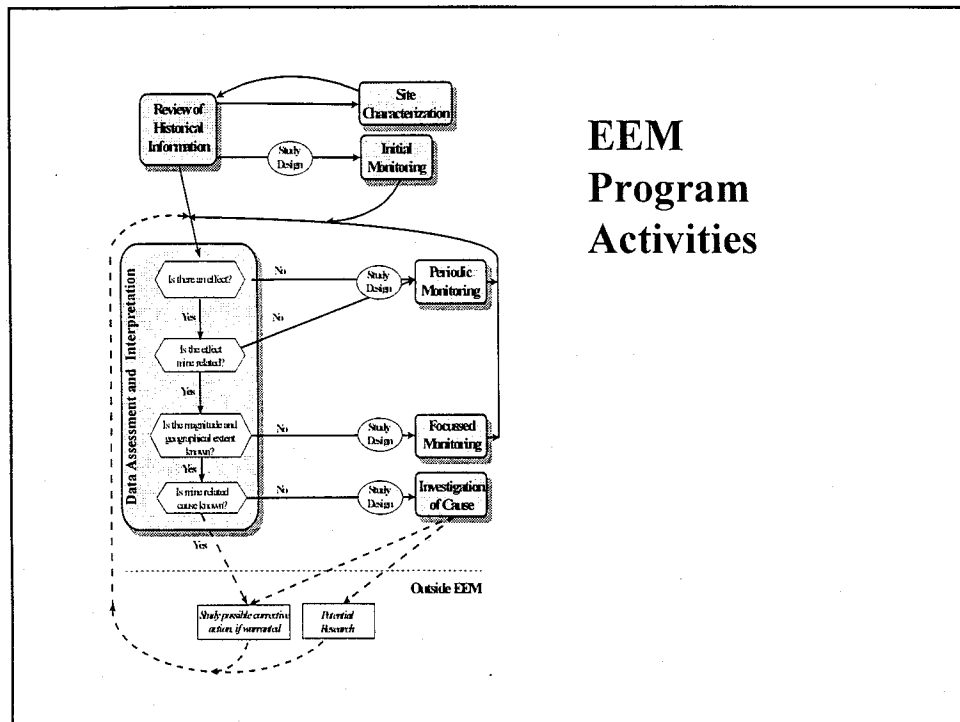 EEM
Program
Activities
Review of
Historical
Information
Site
Characterization
Study
Design
Initial
Monitoring
Data Assessment and Interpretation
Is there an effect?
No
Study
Design
Periodic
Monitoring
Yes
No
Is the effect
mine related?
Yes
Is the magnitude and
geographical extent
known?
No
Study
Design
Focussed
Monitoring
Yes
Is mine related
cause known?
No
Study
Design
Investigation
of Cause
Yes
Outside EEM
Study possible corrective
action, if warranted
Potential
Research